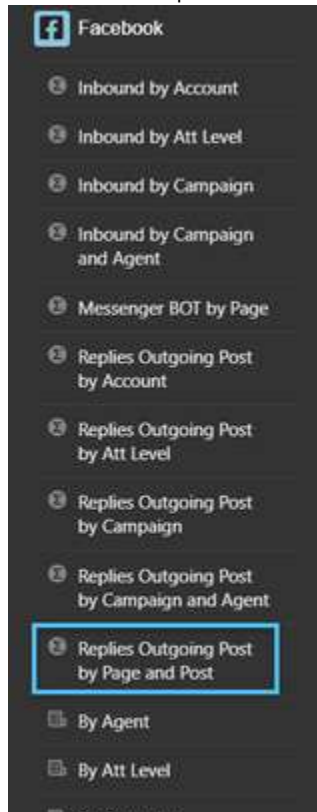 Facebook
Inbound by Account
Inbound by Att Level
Inbound by Campaign
Inbound by Campaign
and Agent
Messenger BOT by Page
Replies Outgoing Post
by Account
Replies Outgoing Post
by Att Level
Replies Outgoing Post
by Campaign
Replies Outgoing Post
by Campaign and Agent
Replies Outgoing Post
by Page and Post
By Agent
By Att Level